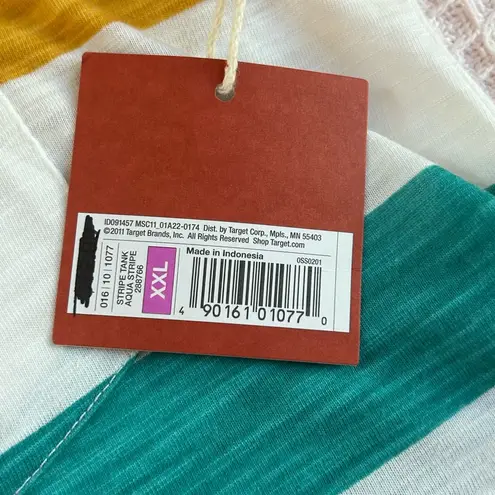 ID091457 MSC11_01A22-0174 Dist. by Target Corp., Mpls., MN 55403
©2011 Target Brands, Inc. All Rights Reserved Shop Target.com
016 | 10 | 1077
STRIPE TANK
AQUA STRIPE
288766
XXL
Made in Indonesia
0SS0201
4 90161 01077 0